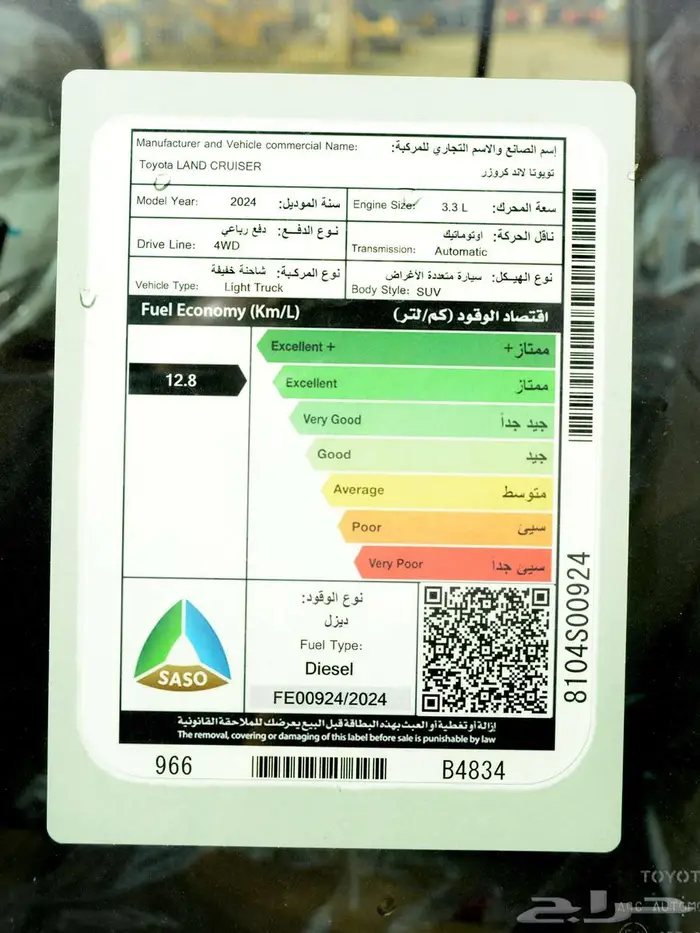 Manufacturer and Vehicle commercial Name: إسم الصانع والاسم التجاري للمركبة:
Toyota LAND CRUISER تويوتا لاند كروزر
Model Year: 2024 سنة الموديل:
Engine Size: 3.3 L سعة المحرك:
نوع الدفع: دفع رباعي
Drive Line: 4WD
ناقل الحركة: اوتوماتيك
Transmission: Automatic
نوع المركبة: شاحنة خفيفة
Vehicle Type: Light Truck
نوع الهيكل: سيارة متعددة الأغراض
Body Style: SUV
Fuel Economy (Km/L) اقتصاد الوقود (كم/لتر)
Excellent + ممتاز+
12.8
Excellent ممتاز
Very Good جيد جداً
Good جيد
Average متوسط
Poor سيئ
Very Poor سيئ جداً
SASO
نوع الوقود:
ديزل
Fuel Type:
Diesel
FE00924/2024
8104S00924
إزالة أو تغطية أو العبث بهذه البطاقة قبل البيع يعرضك للملاحقة القانونية
The removal, covering or damaging of this label before sale is punishable by law
966 B4834
TOYOT
حراج